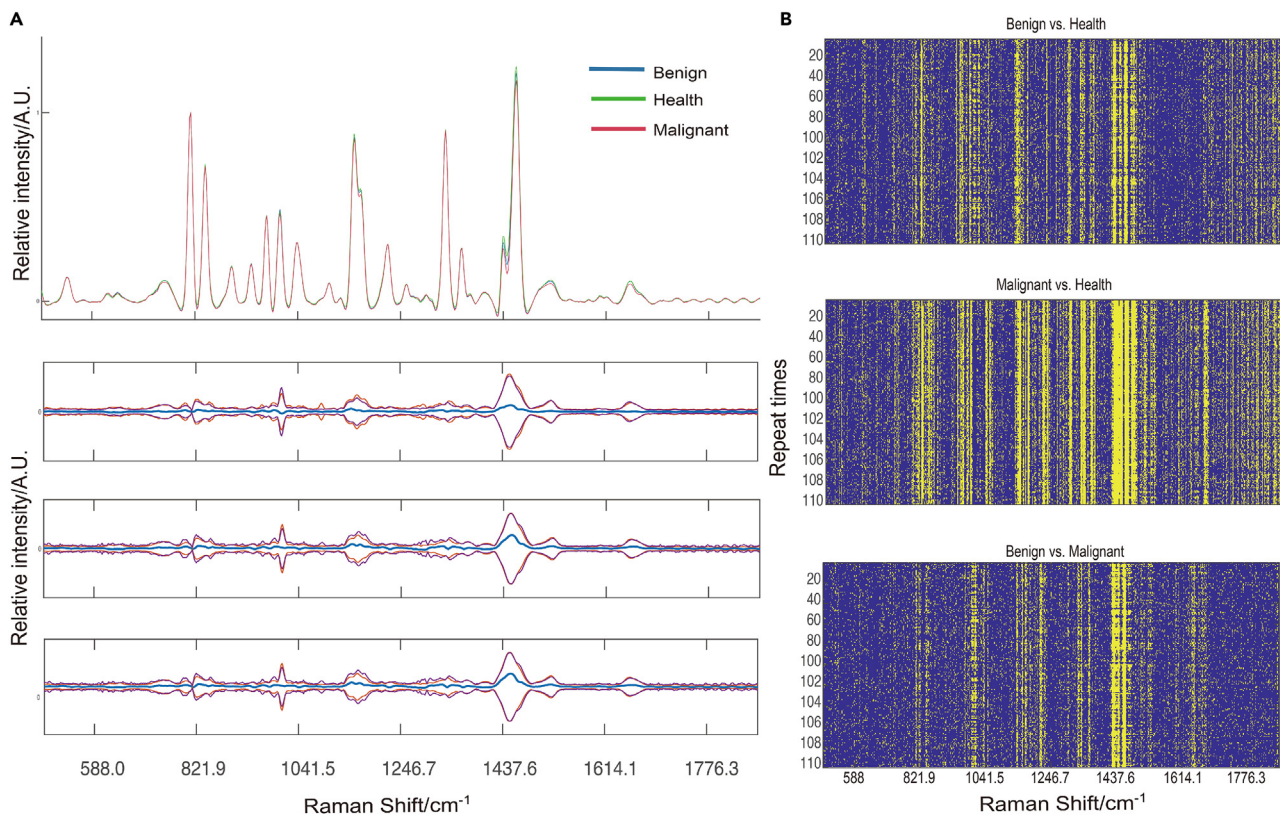 A
Relative intensity/A.U.
1
0
Benign
Health
Malignant
Relative intensity/A.U.
0
0
0
588.0 821.9 1041.5 1246.7 1437.6 1614.1 1776.3
Raman Shift/cm⁻¹
B
Repeat times
Benign vs. Health
20
40
60
80
100
102
104
106
108
110
Malignant vs. Health
20
40
60
80
90
100
102
104
106
108
110
Benign vs. Malignant
20
40
60
80
100
102
104
106
108
110
588 821.9 1041.5 1246.7 1437.6 1614.1 1776.3
Raman Shift/cm⁻¹